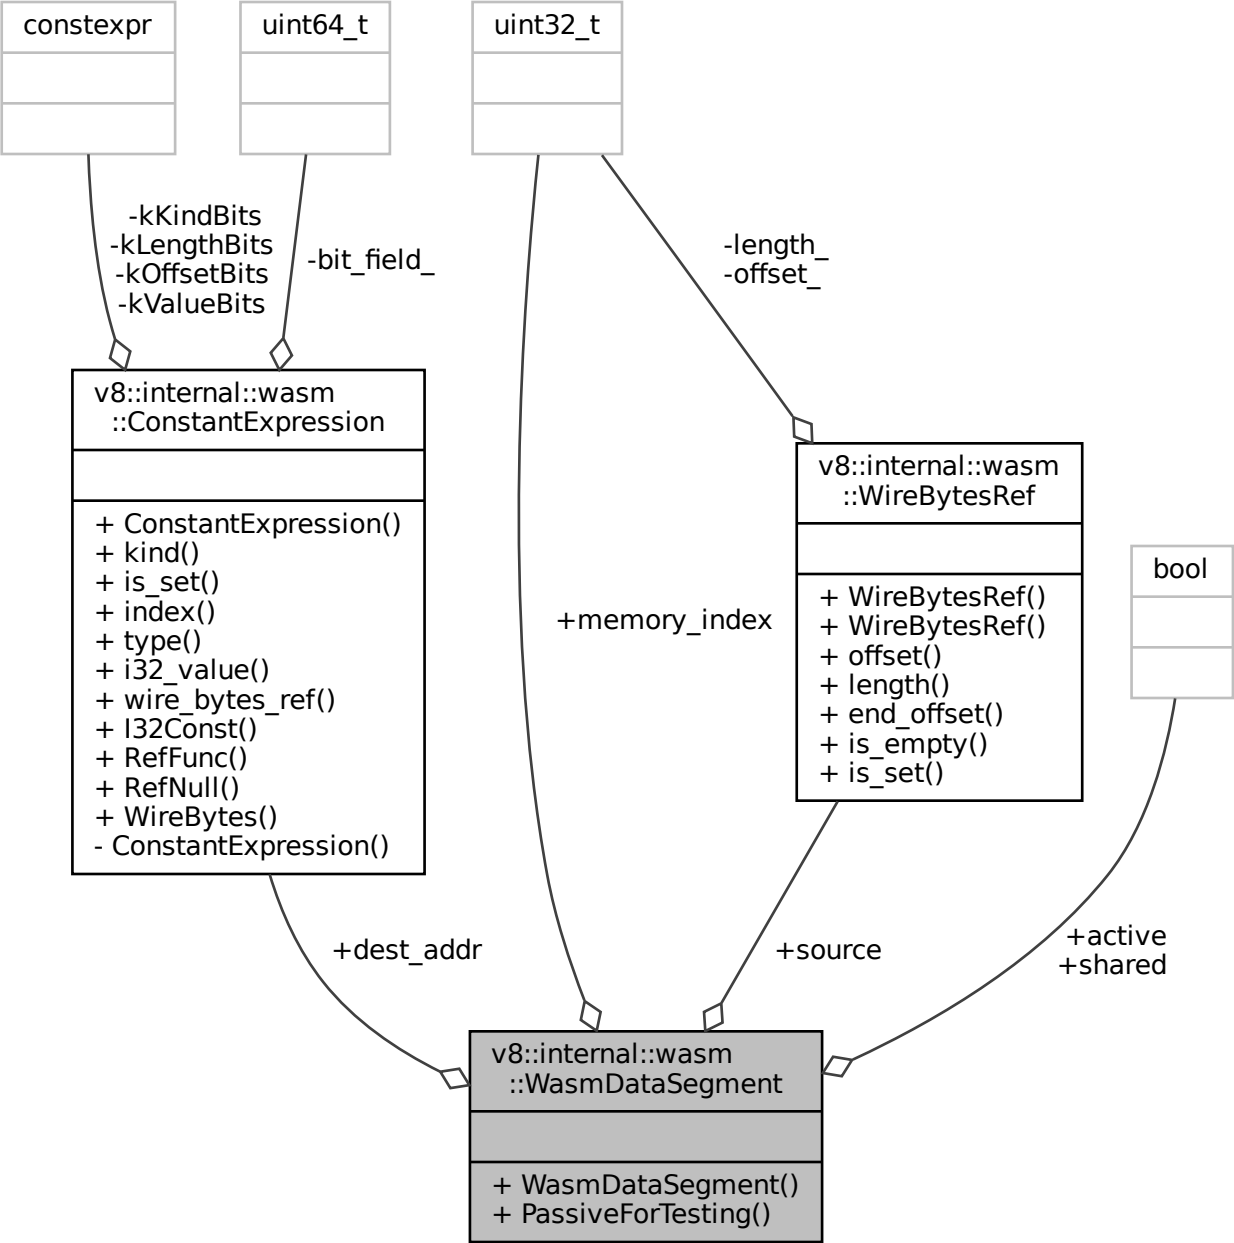 constexpr
uint64_t
uint32_t
-kKindBits
-kLengthBits
-kOffsetBits
-kValueBits
-bit_field_
-length_
-offset_
v8::internal::wasm
::ConstantExpression
+ ConstantExpression()
+ kind()
+ is_set()
+ index()
+ type()
+ i32_value()
+ wire_bytes_ref()
+ I32Const()
+ RefFunc()
+ RefNull()
+ WireBytes()
- ConstantExpression()
+memory_index
v8::internal::wasm
::WireBytesRef
+ WireBytesRef()
+ WireBytesRef()
+ offset()
+ length()
+ end_offset()
+ is_empty()
+ is_set()
bool
+dest_addr
+source
+active
+shared
v8::internal::wasm
::WasmDataSegment
+ WasmDataSegment()
+ PassiveForTesting()